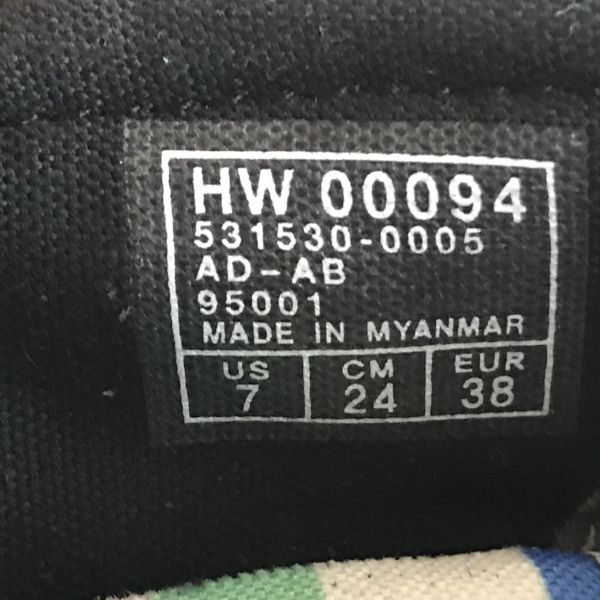 HW 00094
531530-0005
AD-AB
95001
MADE IN MYANMAR
US CM EUR
7 24 38